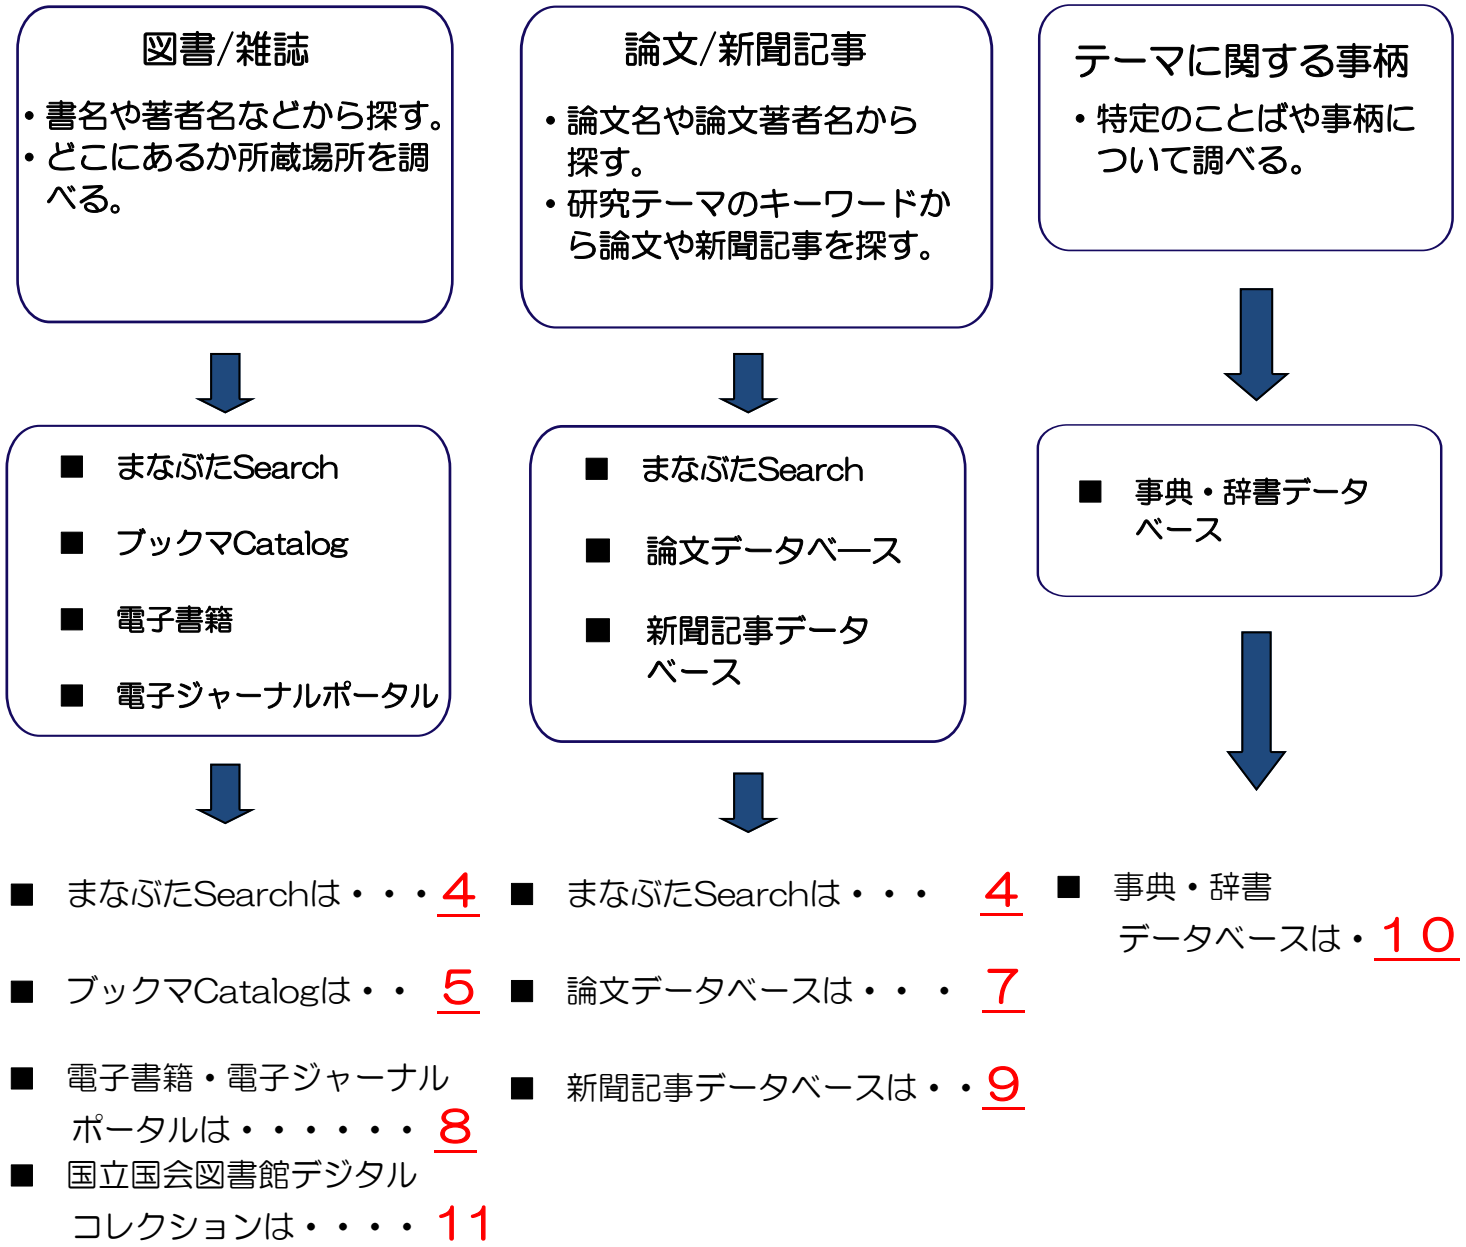 図書/雑誌
・書名や著者名などから探す。
・どこにあるか所蔵場所を調
べる。
論文/新聞記事
・論文名や論文著者名から
探す。
・研究テーマのキーワードか
ら論文や新聞記事を探す。
テーマに関する事柄
・特定のことばや事柄に
ついて調べる。
■ まなぶたSearch
■ ブックマCatalog
■ 電子書籍
■ 電子ジャーナルポータル
■ まなぶたSearch
■ 論文データベース
■ 新聞記事データ
ベース
■ 事典・辞書データ
ベース
■ まなぶたSearchは・・・4
■ ブックマCatalogは・・ 5
■ 電子書籍・電子ジャーナル
ポータルは・・・・・・ 8
■ 国立国会図書館デジタル
コレクションは・・・・ 11
■ まなぶたSearchは・・・ 4
■ 論文データベースは・・・ 7
■ 新聞記事データベースは・・9
■ 事典・辞書
データベースは・10